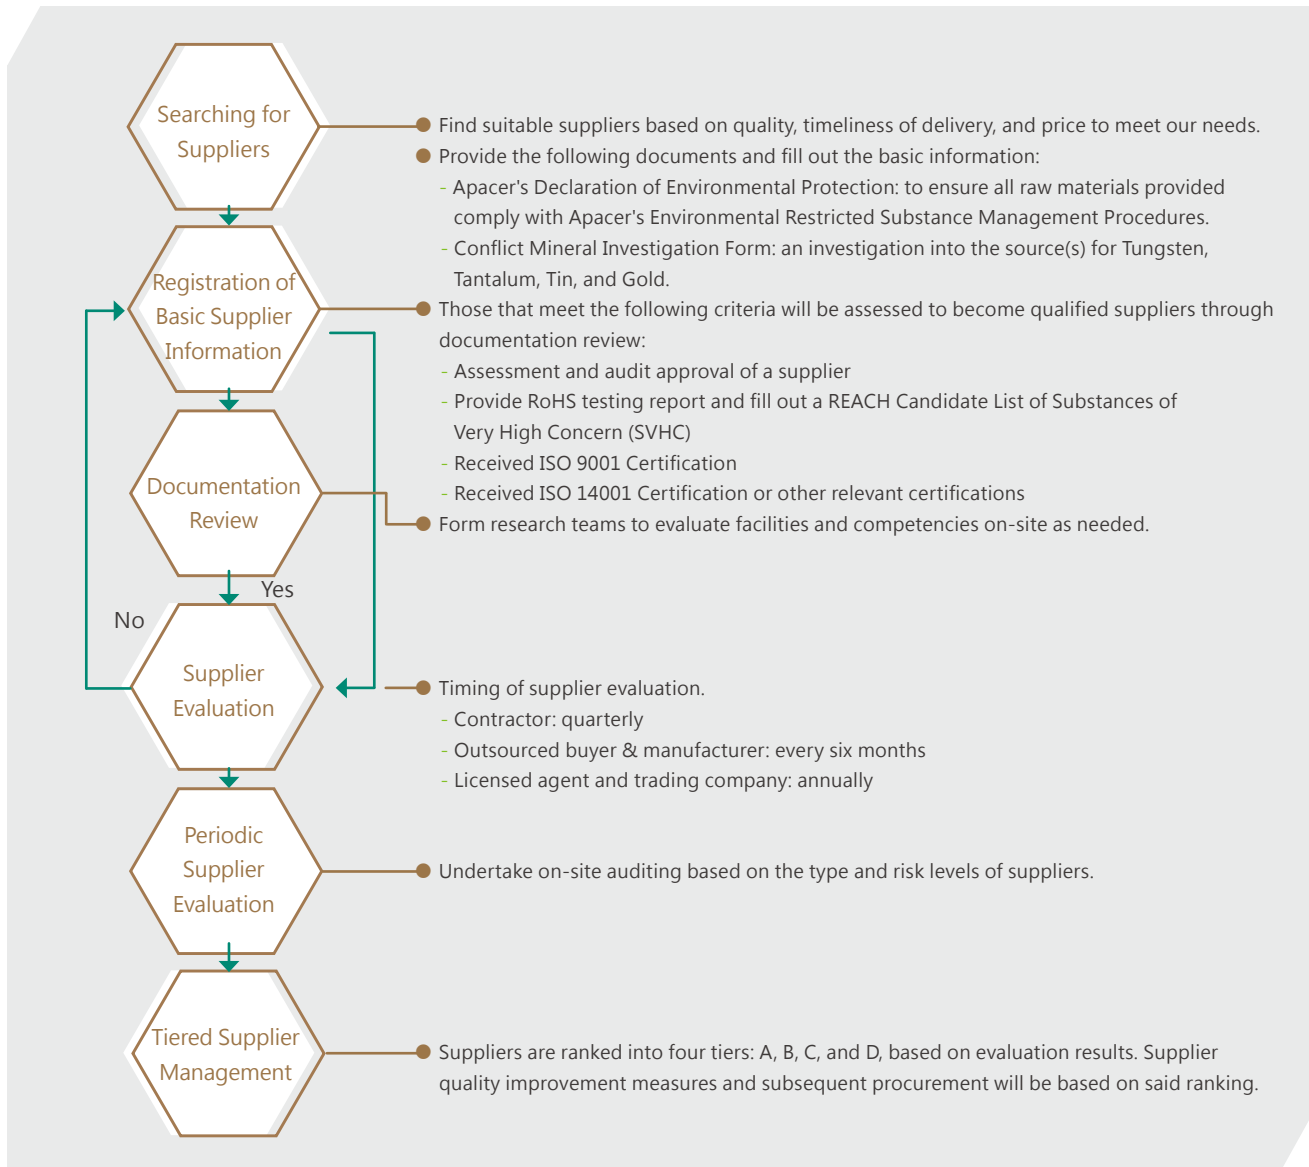 Searching for
Suppliers
Find suitable suppliers based on quality, timeliness of delivery, and price to meet our needs.
Provide the following documents and fill out the basic information:
- Apacer's Declaration of Environmental Protection: to ensure all raw materials provided
comply with Apacer's Environmental Restricted Substance Management Procedures.
- Conflict Mineral Investigation Form: an investigation into the source(s) for Tungsten,
Tantalum, Tin, and Gold.
Registration of
Basic Supplier
Information
Those that meet the following criteria will be assessed to become qualified suppliers through
documentation review:
- Assessment and audit approval of a supplier
- Provide RoHS testing report and fill out a REACH Candidate List of Substances of
Very High Concern (SVHC)
- Received ISO 9001 Certification
- Received ISO 14001 Certification or other relevant certifications
Documentation
Review
Form research teams to evaluate facilities and competencies on-site as needed.
Yes
No
Supplier
Evaluation
Timing of supplier evaluation.
- Contractor: quarterly
- Outsourced buyer & manufacturer: every six months
- Licensed agent and trading company: annually
Periodic
Supplier
Evaluation
Undertake on-site auditing based on the type and risk levels of suppliers.
Tiered Supplier
Management
Suppliers are ranked into four tiers: A, B, C, and D, based on evaluation results. Supplier
quality improvement measures and subsequent procurement will be based on said ranking.